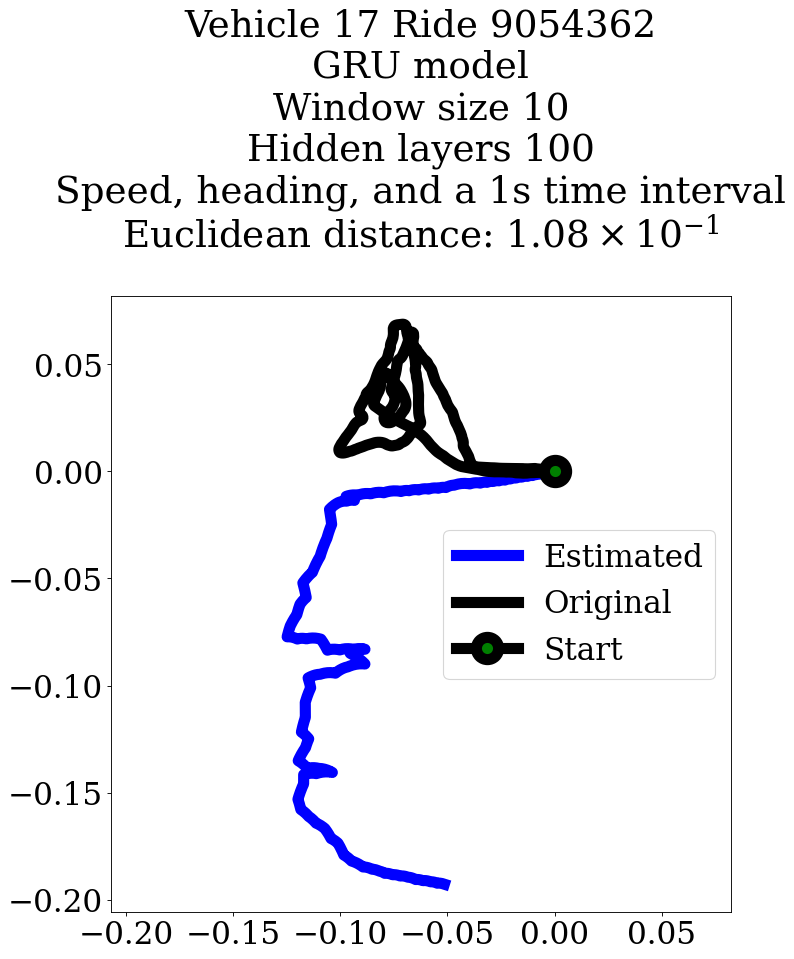 Vehicle 17 Ride 9054362
GRU model
Window size 10
Hidden layers 100
Speed, heading, and a 1s time interval
Euclidean distance: 1.08 × 10⁻¹
0.05
0.00
−0.05
−0.10
−0.15
−0.20
Estimated
Original
Start
−0.20 −0.15 −0.10 −0.05 0.00 0.05